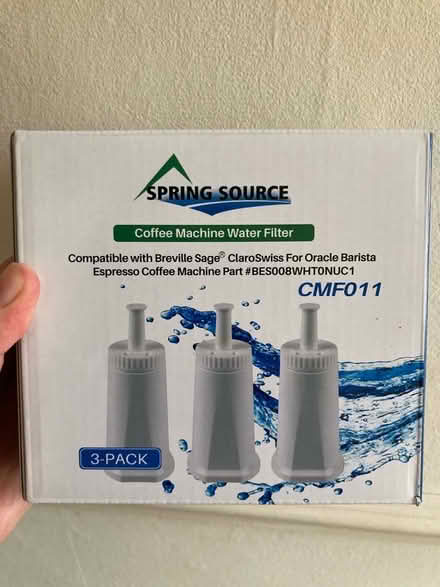 SPRING SOURCE
Coffee Machine Water Filter
Compatible with Breville Sage® ClaroSwiss For Oracle Barista
Espresso Coffee Machine Part #BES008WHT0NUC1
CMF011
3-PACK